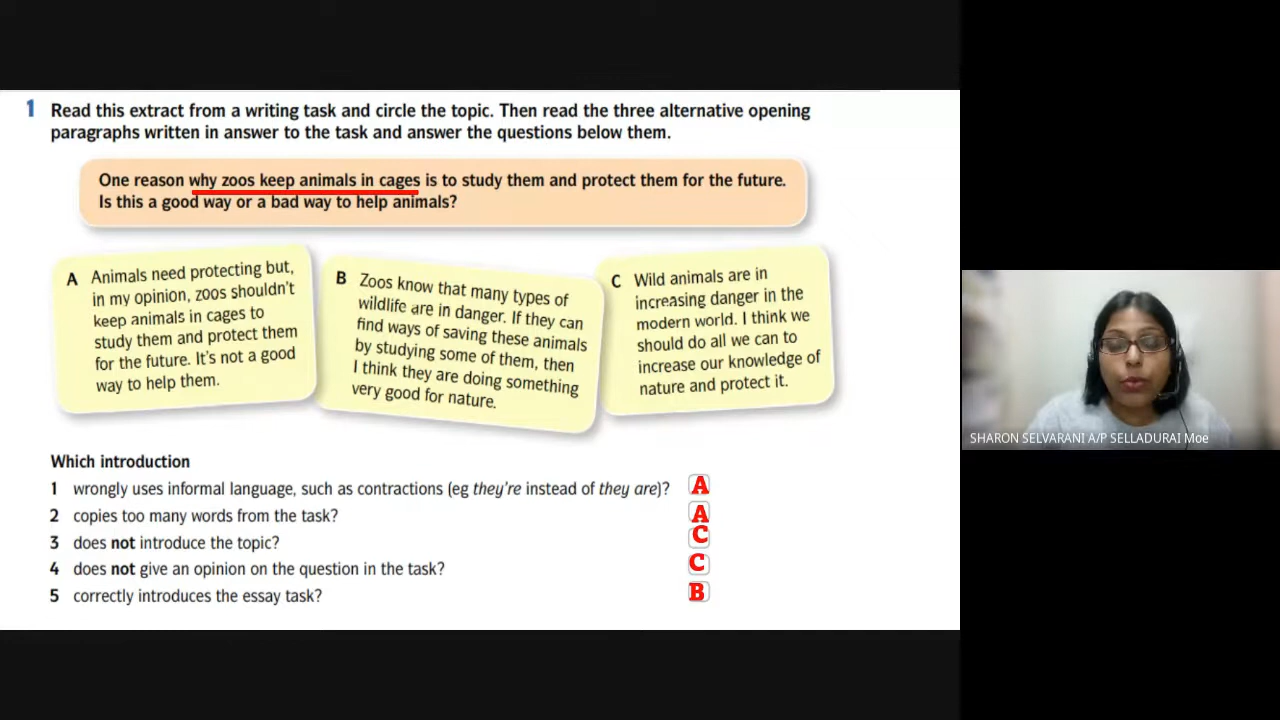 1 Read this extract from a writing task and circle the topic. Then read the three alternative opening
paragraphs written in answer to the task and answer the questions below them.
One reason why zoos keep animals in cages is to study them and protect them for the future.
Is this a good way or a bad way to help animals?
A Animals need protecting but,
in my opinion, zoos shouldn't
keep animals in cages to
study them and protect them
for the future. It's not a good
way to help them.
B Zoos know that many types of
wildlife are in danger. If they can
find ways of saving these animals
by studying some of them, then
I think they are doing something
very good for nature.
C Wild animals are in
increasing danger in the
modern world. I think we
should do all we can to
increase our knowledge of
nature and protect it.
Which introduction
1 wrongly uses informal language, such as contractions (eg they're instead of they are)? A
2 copies too many words from the task? A
3 does not introduce the topic? C
4 does not give an opinion on the question in the task? C
5 correctly introduces the essay task? B
SHARON SELVARANI A/P SELLADURAI Moe